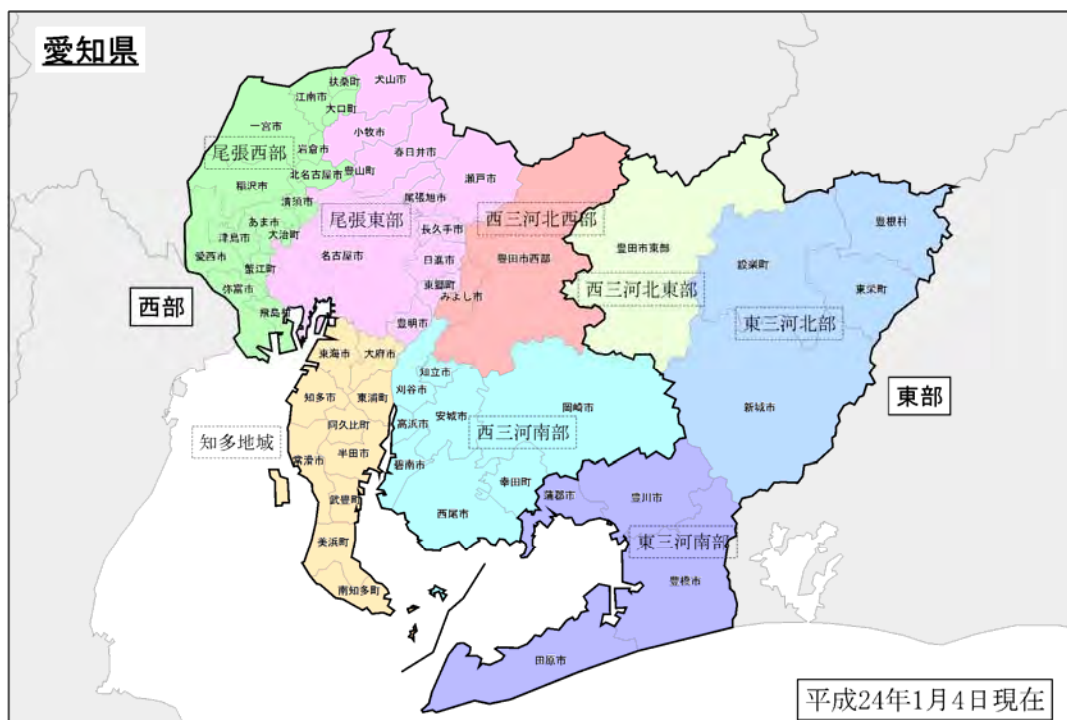 愛知県
扶桑町
犬山市
江南市
大口町
一宮市
小牧市
岩倉市
尾張西部
春日井市
北名古屋市
豊山町
瀬戸市
稲沢市
清須市
尾張旭市
あま市
尾張東部
西三河北西部
津島市
大治町
長久手市
豊根村
愛西市
名古屋市
日進市
豊田市西部
豊田市東部
設楽町
蟹江町
東郷町
弥富市
みよし市
西三河北東部
東栄町
西部
飛島村
豊明市
東三河北部
東海市
大府市
知立市
刈谷市
東部
知多市
東浦町
岡崎市
新城市
安城市
阿久比町
高浜市
西三河南部
知多地域
半田市
常滑市
碧南市
幸田町
蒲郡市
豊川市
武豊町
西尾市
美浜町
東三河南部
豊橋市
南知多町
田原市
平成24年1月4日現在